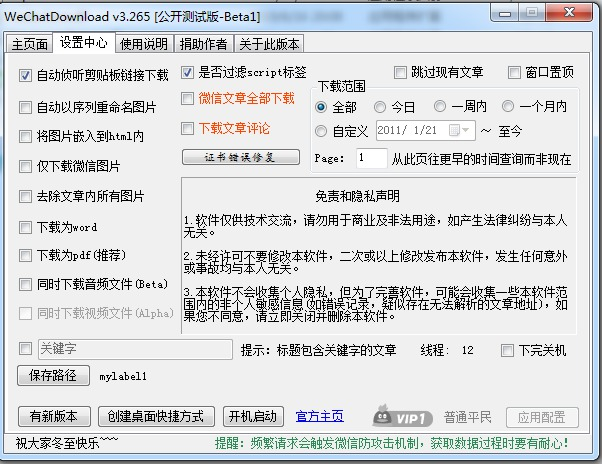 WeChatDownload v3.265 [公开测试版-Beta1]
主页面 设置中心 使用说明 捐助作者 关于此版本
自动侦听剪贴板链接下载
自动以序列重命名图片
将图片嵌入到html内
仅下载微信图片
去除文章内所有图片
下载为word
下载为pdf(推荐)
同时下载音频文件(Beta)
同时下载视频文件(Alpha)
是否过滤script标签
微信文章全部下载
下载文章评论
证书错误修复
跳过现有文章 窗口置顶
下载范围
全部 今日 一周内 一个月内
自定义 2011/ 1/21 ~ 至今
Page: 1 从此页往更早的时间查询而非现在
免责和隐私声明
1.软件仅供技术交流，请勿用于商业及非法用途，如产生法律纠纷与本人
无关。
2.未经许可不要修改本软件，二次或以上修改发布本软件，发生任何意外
或事故均与本人无关。
3.本软件不会收集个人隐私，但为了完善软件，可能会收集一些本软件范
围内的非个人敏感信息(如错误记录，疑似存在无法解析的文章地址)，如
果您不同意，请立即关闭并删除本软件。
关键字 提示：标题包含关键字的文章 线程： 12 下完关机
保存路径 mylabel1
有新版本 创建桌面快捷方式 开机启动 官方主页 VIP1 普通平民 应用配置
祝大家冬至快乐~~~ 提醒：频繁请求会触发微信防攻击机制，获取数据过程时要有耐心！